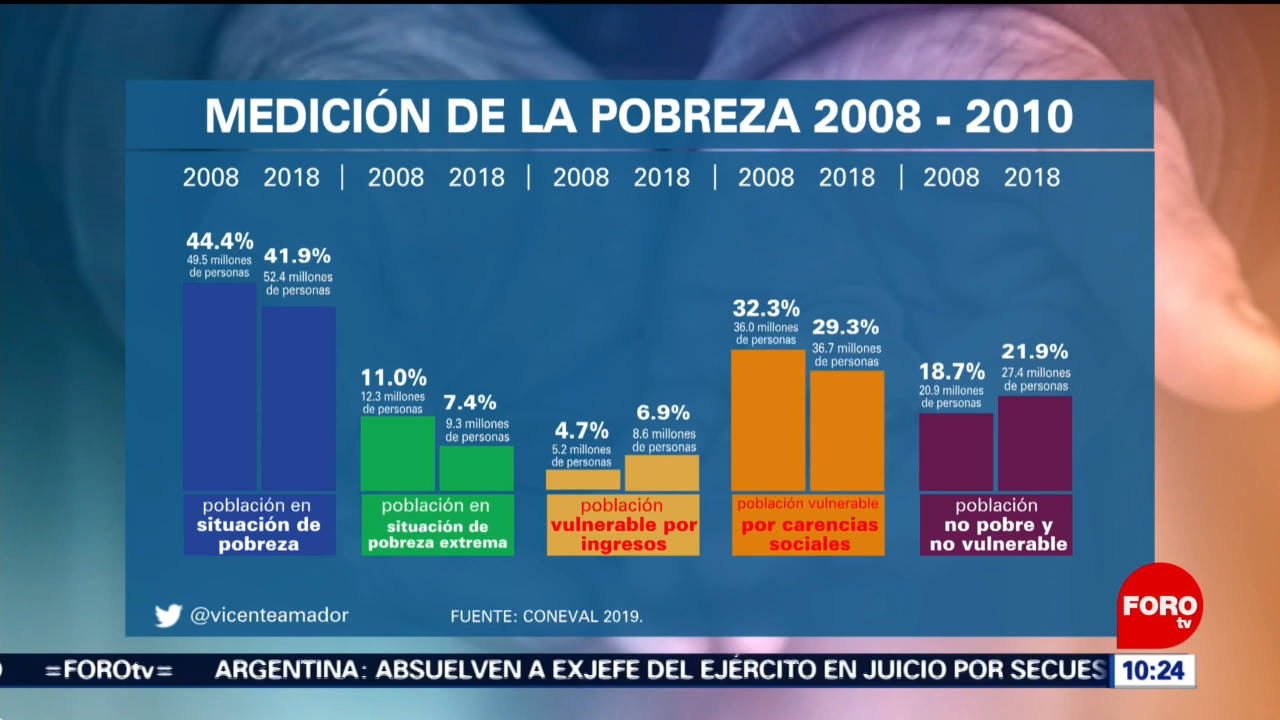 MEDICIÓN DE LA POBREZA 2008 - 2010
2008 2018 | 2008 2018 | 2008 2018 | 2008 2018 | 2008 2018
44.4%
49.5 millones
de personas
41.9%
52.4 millones
de personas
11.0%
12.3 millones
de personas
7.4%
9.3 millones
de personas
4.7%
5.2 millones
de personas
6.9%
8.6 millones
de personas
32.3%
36.0 millones
de personas
29.3%
36.7 millones
de personas
18.7%
20.9 millones
de personas
21.9%
27.4 millones
de personas
población en
situación de
pobreza
población en
situación de
pobreza extrema
población
vulnerable por
ingresos
población vulnerable
por carencias
sociales
población
no pobre y
no vulnerable
@vicenteamador
FUENTE: CONEVAL 2019.
FORO
tv
=FOROtv= ARGENTINA: ABSUELVEN A EXJEFE DEL EJÉRCITO EN JUICIO POR SECUES
10:24